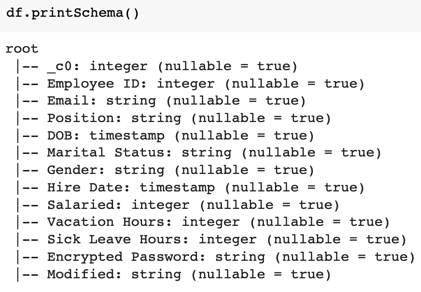 df.printSchema()
root
|-- _c0: integer (nullable = true)
|-- Employee ID: integer (nullable = true)
|-- Email: string (nullable = true)
|-- Position: string (nullable = true)
|-- DOB: timestamp (nullable = true)
|-- Marital Status: string (nullable = true)
|-- Gender: string (nullable = true)
|-- Hire Date: timestamp (nullable = true)
|-- Salaried: integer (nullable = true)
|-- Vacation Hours: integer (nullable = true)
|-- Sick Leave Hours: integer (nullable = true)
|-- Encrypted Password: string (nullable = true)
|-- Modified: string (nullable = true)